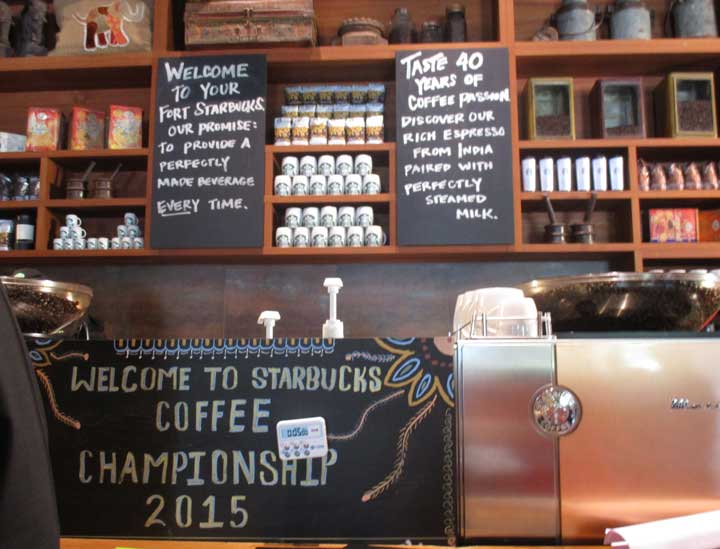 WELCOME
TO YOUR
FORT STARBUCKS
OUR PROMISE:
TO PROVIDE A
PERFECTLY
MADE BEVERAGE
EVERY TIME.
TASTE 40
YEARS OF
COFFEE PASSION
DISCOVER OUR
RICH ESPRESSO
FROM INDIA
PAIRED WITH
PERFECTLY
STEAMED
MILK.
WELCOME TO STARBUCKS
COFFEE
CHAMPIONSHIP
2015